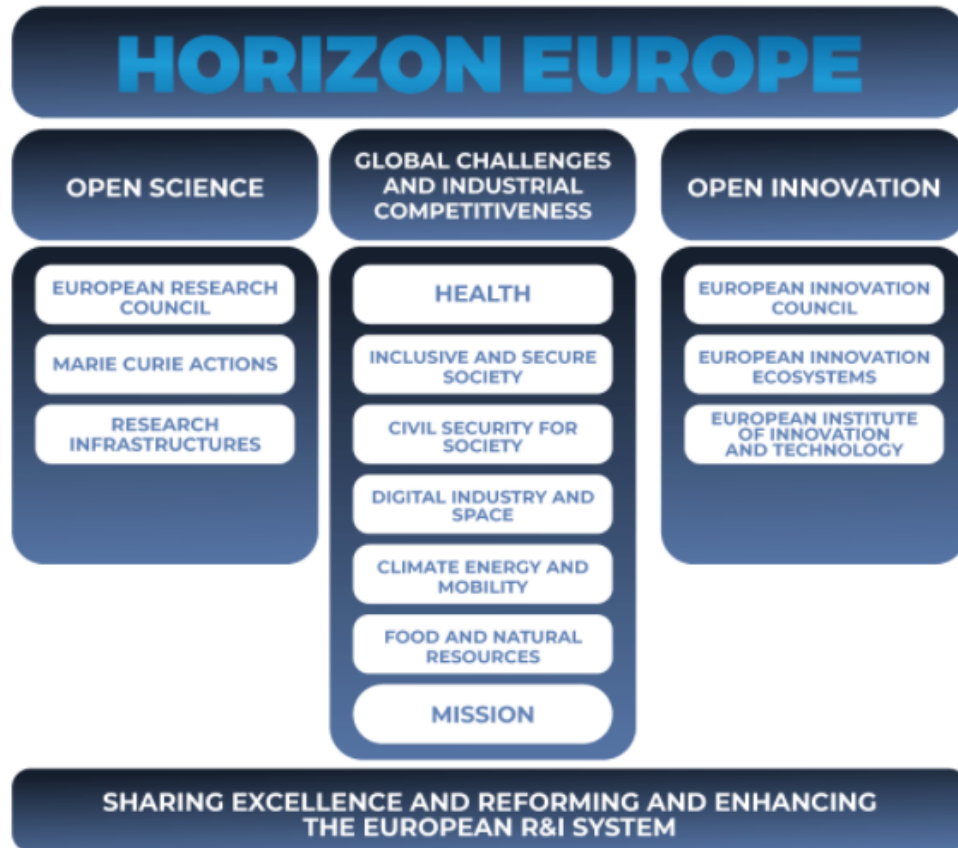 HORIZON EUROPE
OPEN SCIENCE
EUROPEAN RESEARCH
COUNCIL
MARIE CURIE ACTIONS
RESEARCH
INFRASTRUCTURES
GLOBAL CHALLENGES
AND INDUSTRIAL
COMPETITIVENESS
HEALTH
INCLUSIVE AND SECURE
SOCIETY
CIVIL SECURITY FOR
SOCIETY
DIGITAL INDUSTRY AND
SPACE
CLIMATE ENERGY AND
MOBILITY
FOOD AND NATURAL
RESOURCES
MISSION
OPEN INNOVATION
EUROPEAN INNOVATION
COUNCIL
EUROPEAN INNOVATION
ECOSYSTEMS
EUROPEAN INSTITUTE
OF INNOVATION
AND TECHNOLOGY
SHARING EXCELLENCE AND REFORMING AND ENHANCING
THE EUROPEAN R&I SYSTEM